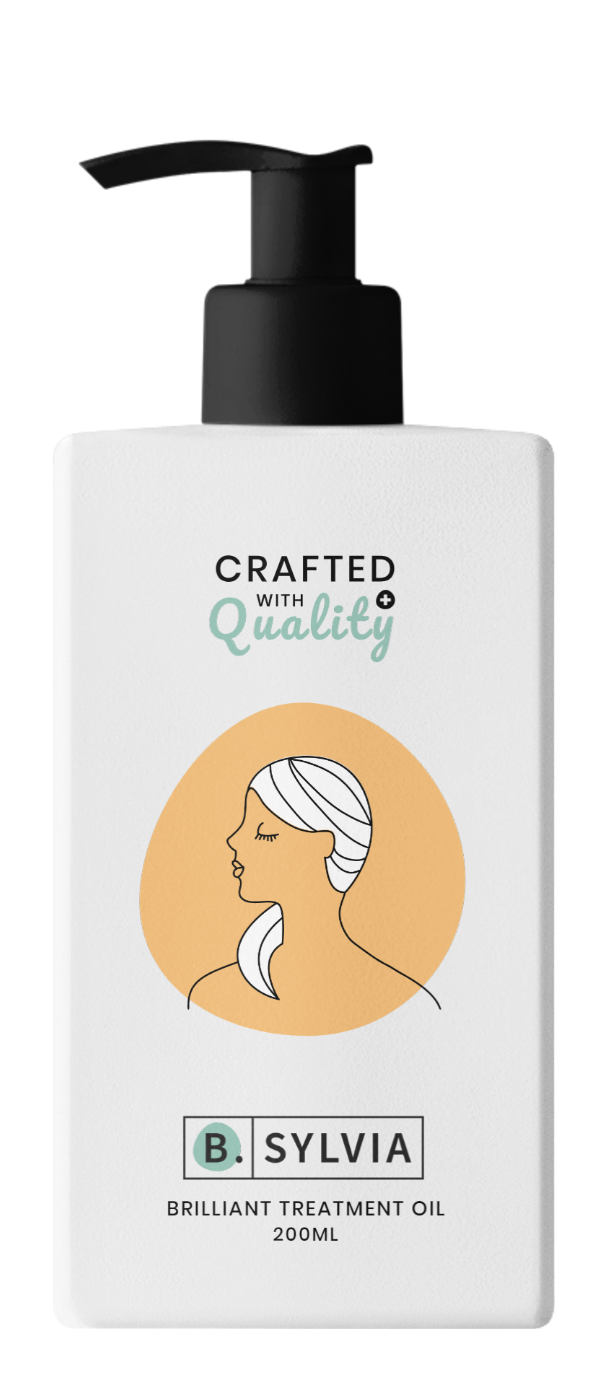 CRAFTED
WITH
Quality
B. SYLVIA
BRILLIANT TREATMENT OIL
200ML